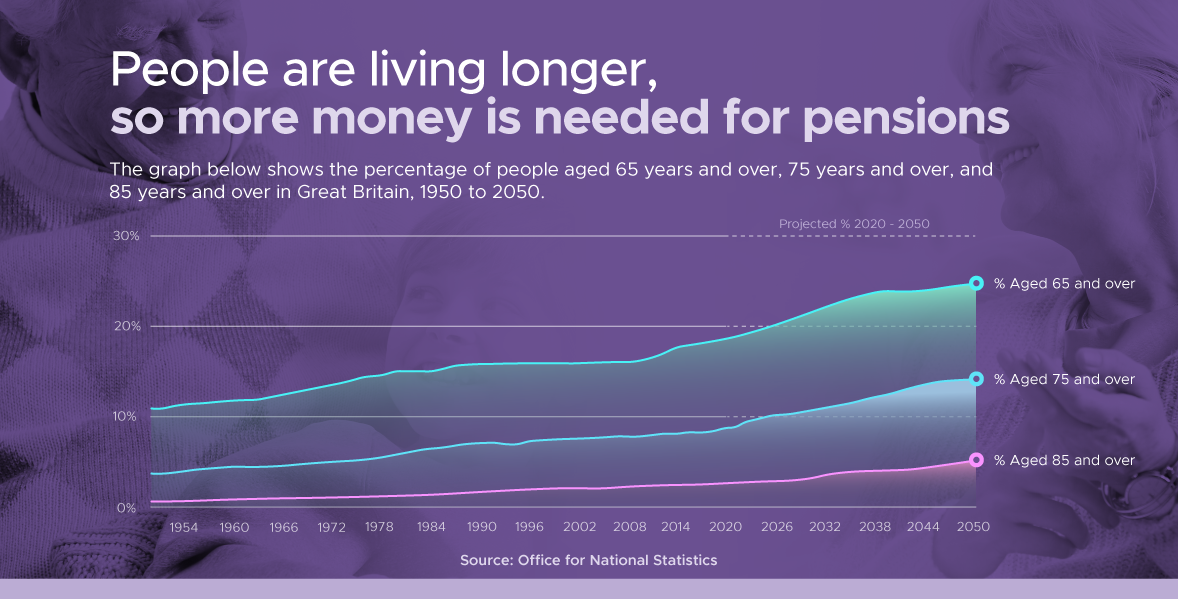 People are living longer,
so more money is needed for pensions
The graph below shows the percentage of people aged 65 years and over, 75 years and over, and
85 years and over in Great Britain, 1950 to 2050.
Projected % 2020 - 2050
30%
% Aged 65 and over
20%
% Aged 75 and over
10%
% Aged 85 and over
0%
1954 1960 1966 1972 1978 1984 1990 1996 2002 2008 2014 2020 2026 2032 2038 2044 2050
Source: Office for National Statistics